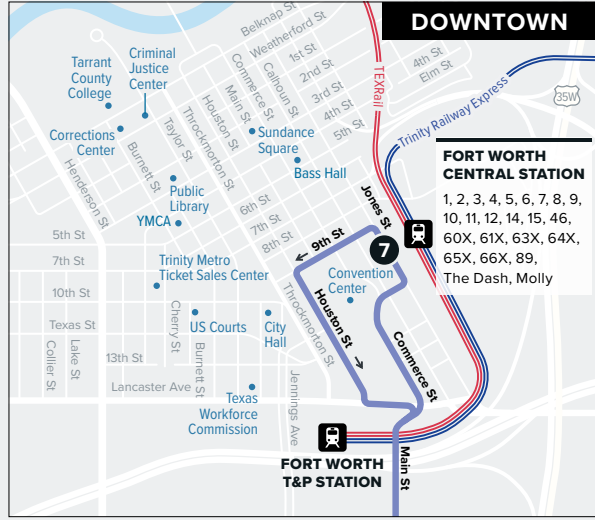 DOWNTOWN
Belknap St
Weatherford St
1st St
2nd St
3rd St
4th St
5th St
4th St
Elm St
Calhoun St
Commerce St
Main St
Houston St
Throckmorton St
Taylor St
Burnett St
Henderson St
TEXRail
Trinity Railway Express
35W
Tarrant
County
College
Criminal
Justice
Center
Corrections
Center
Sundance
Square
Bass Hall
Public
Library
YMCA
6th St
7th St
8th St
Jones St
9th St
7
FORT WORTH
CENTRAL STATION
1, 2, 3, 4, 5, 6, 7, 8, 9,
10, 11, 12, 14, 15, 46,
60X, 61X, 63X, 64X,
65X, 66X, 89,
The Dash, Molly
5th St
7th St
10th St
Texas St
13th St
Lancaster Ave
Collier St
Lake St
Cherry St
Burnett St
Jennings Ave
Throckmorton St
Trinity Metro
Ticket Sales Center
US Courts
City
Hall
Convention
Center
Houston St
Commerce St
Texas
Workforce
Commission
FORT WORTH
T&P STATION
Main St